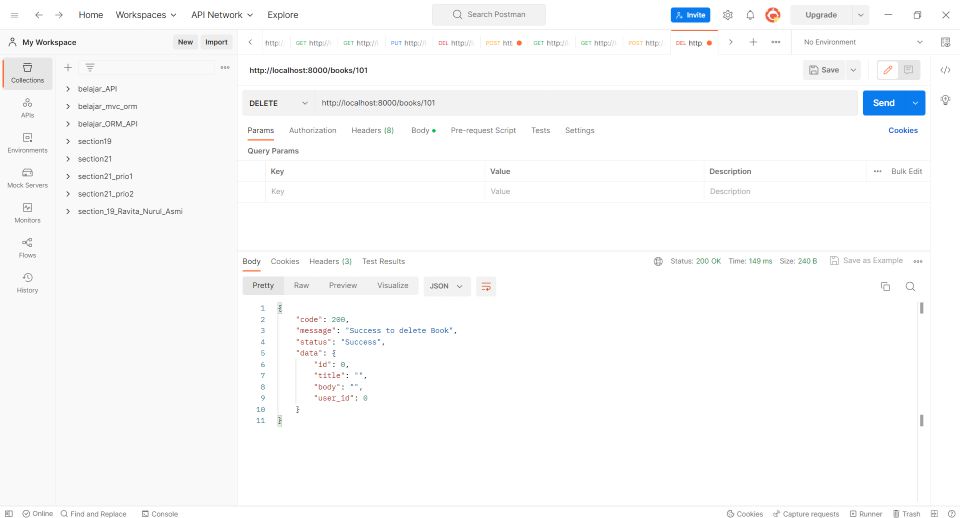 Home Workspaces API Network Explore Search Postman Invite Upgrade
My Workspace New Import
http:/ GET http:/ GET http:/ PUT http:/ DEL http:/ POST htt GET http:/ GET http:/ POST http:/ DEL http. No Environment
Collections
APIs
Environments
Mock Servers
Monitors
Flows
History
belajar_API
belajar_mvc_orm
belajar_ORM_API
section19
section21
section21_prio1
section21_prio2
section_19_Ravita_Nurul_Asmi
http://localhost:8000/books/101 Save
DELETE http://localhost:8000/books/101 Send
Params Authorization Headers (8) Body Pre-request Script Tests Settings Cookies
Query Params
Key Value Description Bulk Edit
Key Value Description
Body Cookies Headers (3) Test Results Status: 200 OK Time: 149 ms Size: 240 B Save as Example
Pretty Raw Preview Visualize JSON
1 {
2 "code": 200,
3 "message": "Success to delete Book",
4 "status": "Success",
5 "data": {
6 "id": 0,
7 "title": "",
8 "body": "",
9 "user_id": 0
10 }
11 }
Online Find and Replace Console Cookies Capture requests Runner Trash